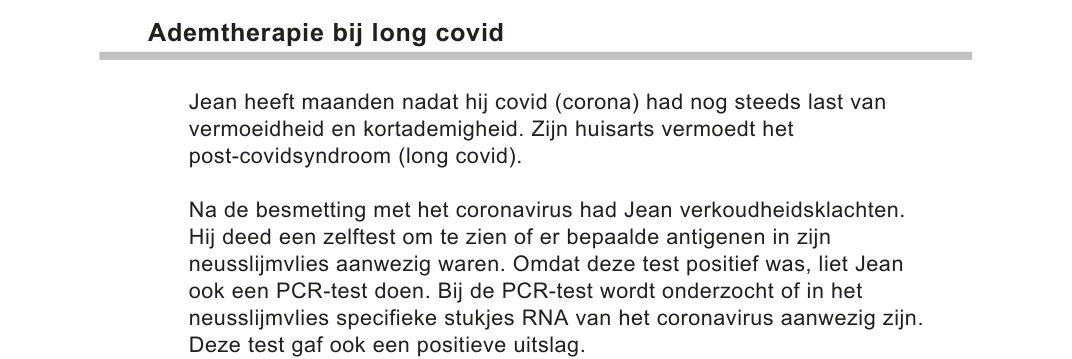 Ademtherapie bij long covid
Jean heeft maanden nadat hij covid (corona) had nog steeds last van
vermoeidheid en kortademigheid. Zijn huisarts vermoedt het
post-covidsyndroom (long covid).
Na de besmetting met het coronavirus had Jean verkoudheidsklachten.
Hij deed een zelftest om te zien of er bepaalde antigenen in zijn
neusslijmvlies aanwezig waren. Omdat deze test positief was, liet Jean
ook een PCR-test doen. Bij de PCR-test wordt onderzocht of in het
neusslijmvlies specifieke stukjes RNA van het coronavirus aanwezig zijn.
Deze test gaf ook een positieve uitslag.